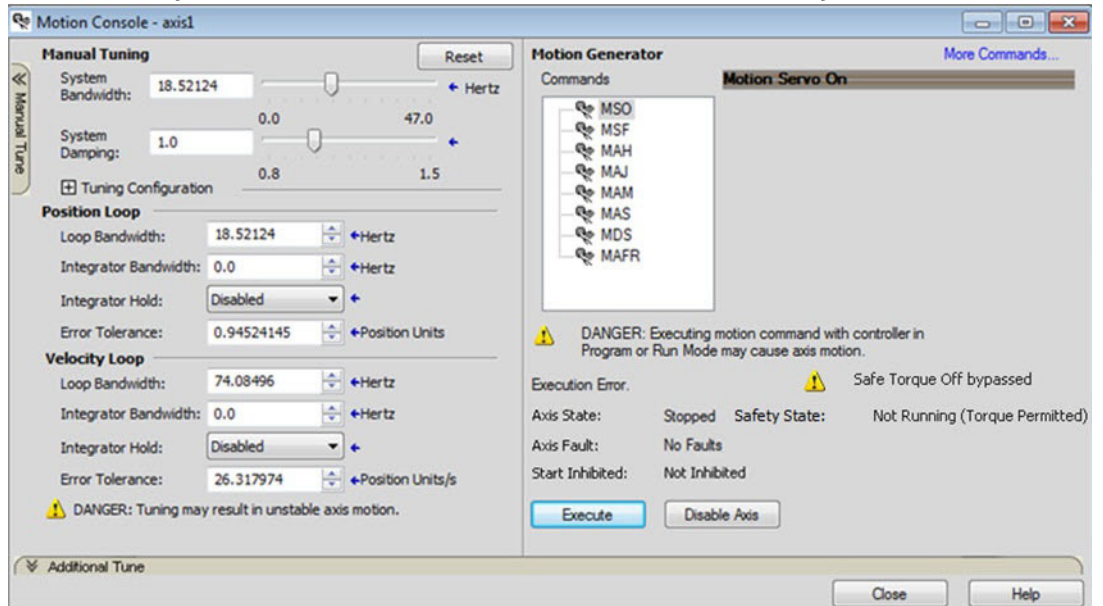 Motion Console - axis1
Manual Tune
Manual Tuning
Reset
System Bandwidth: 18.52124 Hertz
0.0 47.0
System Damping: 1.0
0.8 1.5
Tuning Configuration
Position Loop
Loop Bandwidth: 18.52124 Hertz
Integrator Bandwidth: 0.0 Hertz
Integrator Hold: Disabled
Error Tolerance: 0.94524145 Position Units
Velocity Loop
Loop Bandwidth: 74.08496 Hertz
Integrator Bandwidth: 0.0 Hertz
Integrator Hold: Disabled
Error Tolerance: 26.317974 Position Units/s
DANGER: Tuning may result in unstable axis motion.
Motion Generator
More Commands...
Commands
Motion Servo On
MSO
MSF
MAH
MAJ
MAM
MAS
MDS
MAFR
DANGER: Executing motion command with controller in
Program or Run Mode may cause axis motion.
Execution Error.
Safe Torque Off bypassed
Axis State: Stopped Safety State: Not Running (Torque Permitted)
Axis Fault: No Faults
Start Inhibited: Not Inhibited
Execute Disable Axis
Additional Tune
Close Help